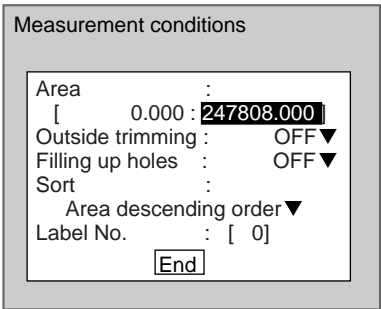 Measurement conditions
Area :
[ 0.000 : 247808.000 ]
Outside trimming : OFF▼
Filling up holes : OFF▼
Sort :
Area descending order▼
Label No. : [ 0]
End